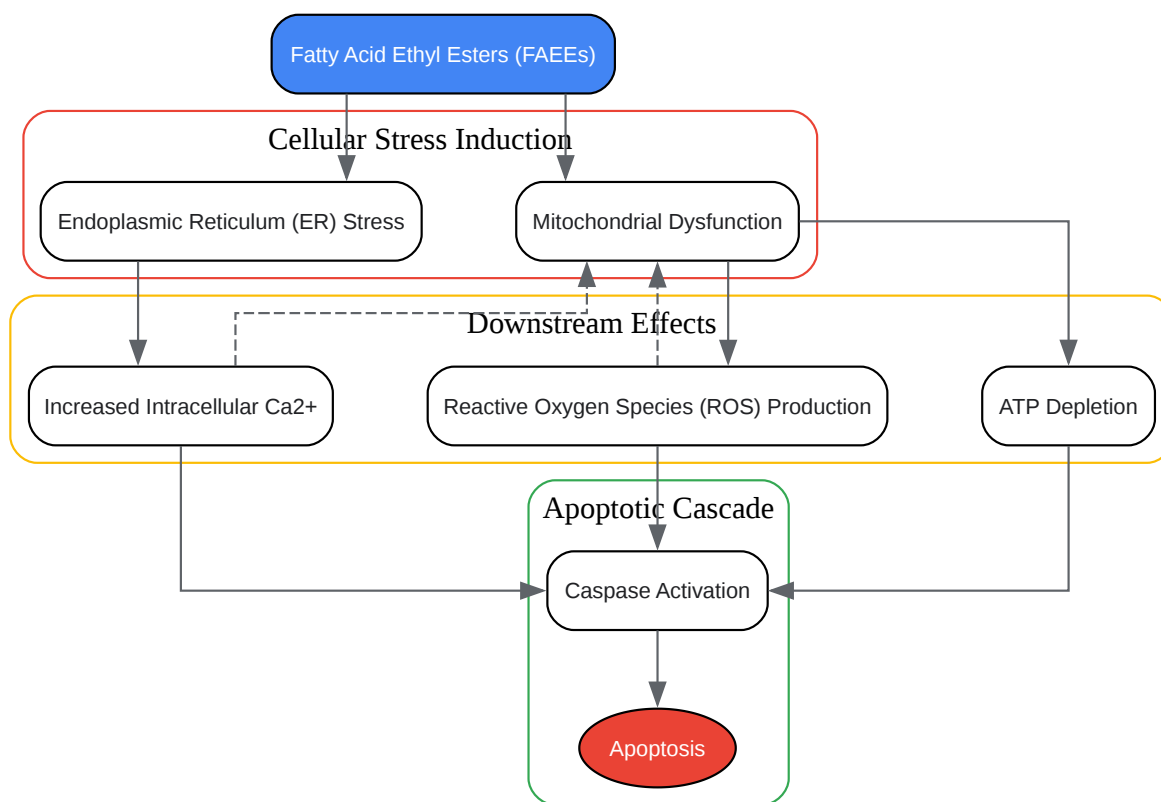 Fatty Acid Ethyl Esters (FAEEs)
Cellular Stress Induction
Endoplasmic Reticulum (ER) Stress
Mitochondrial Dysfunction
Downstream Effects
Increased Intracellular Ca2+
Reactive Oxygen Species (ROS) Production
ATP Depletion
Apoptotic Cascade
Caspase Activation
Apoptosis